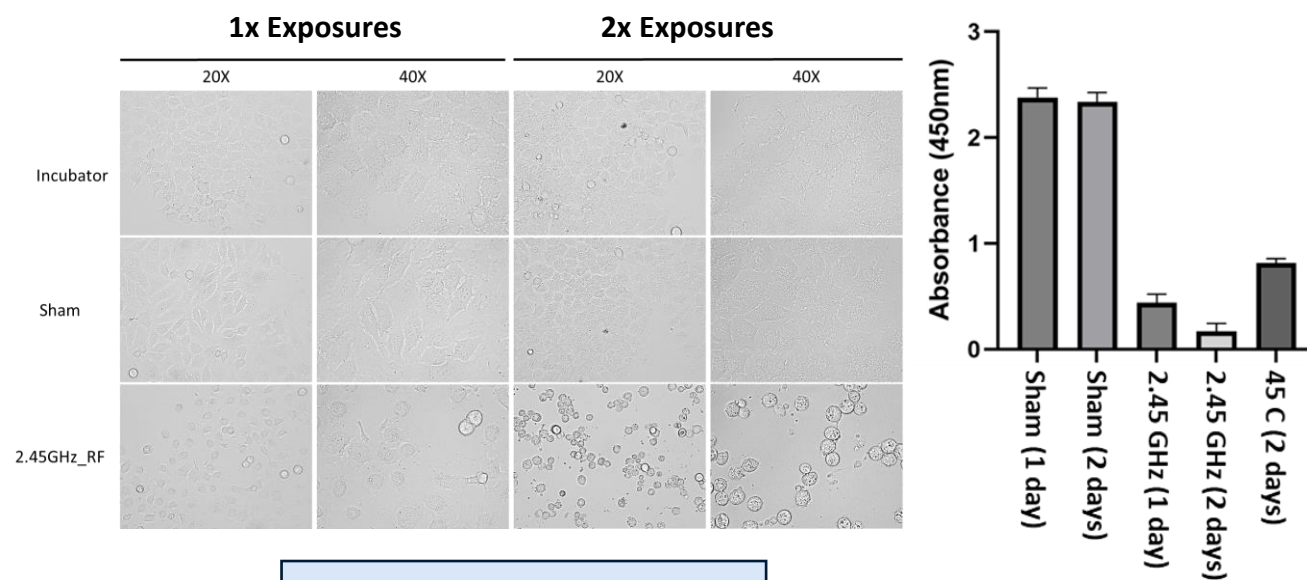 1x Exposures 2x Exposures
20X 40X 20X 40X
Incubator
Sham
2.45GHz_RF
3
2
1
0
Absorbance (450nm)
Sham (1 day)
Sham (2 days)
2.45 GHz (1 day)
2.45 GHz (2 days)
45 C (2 days)